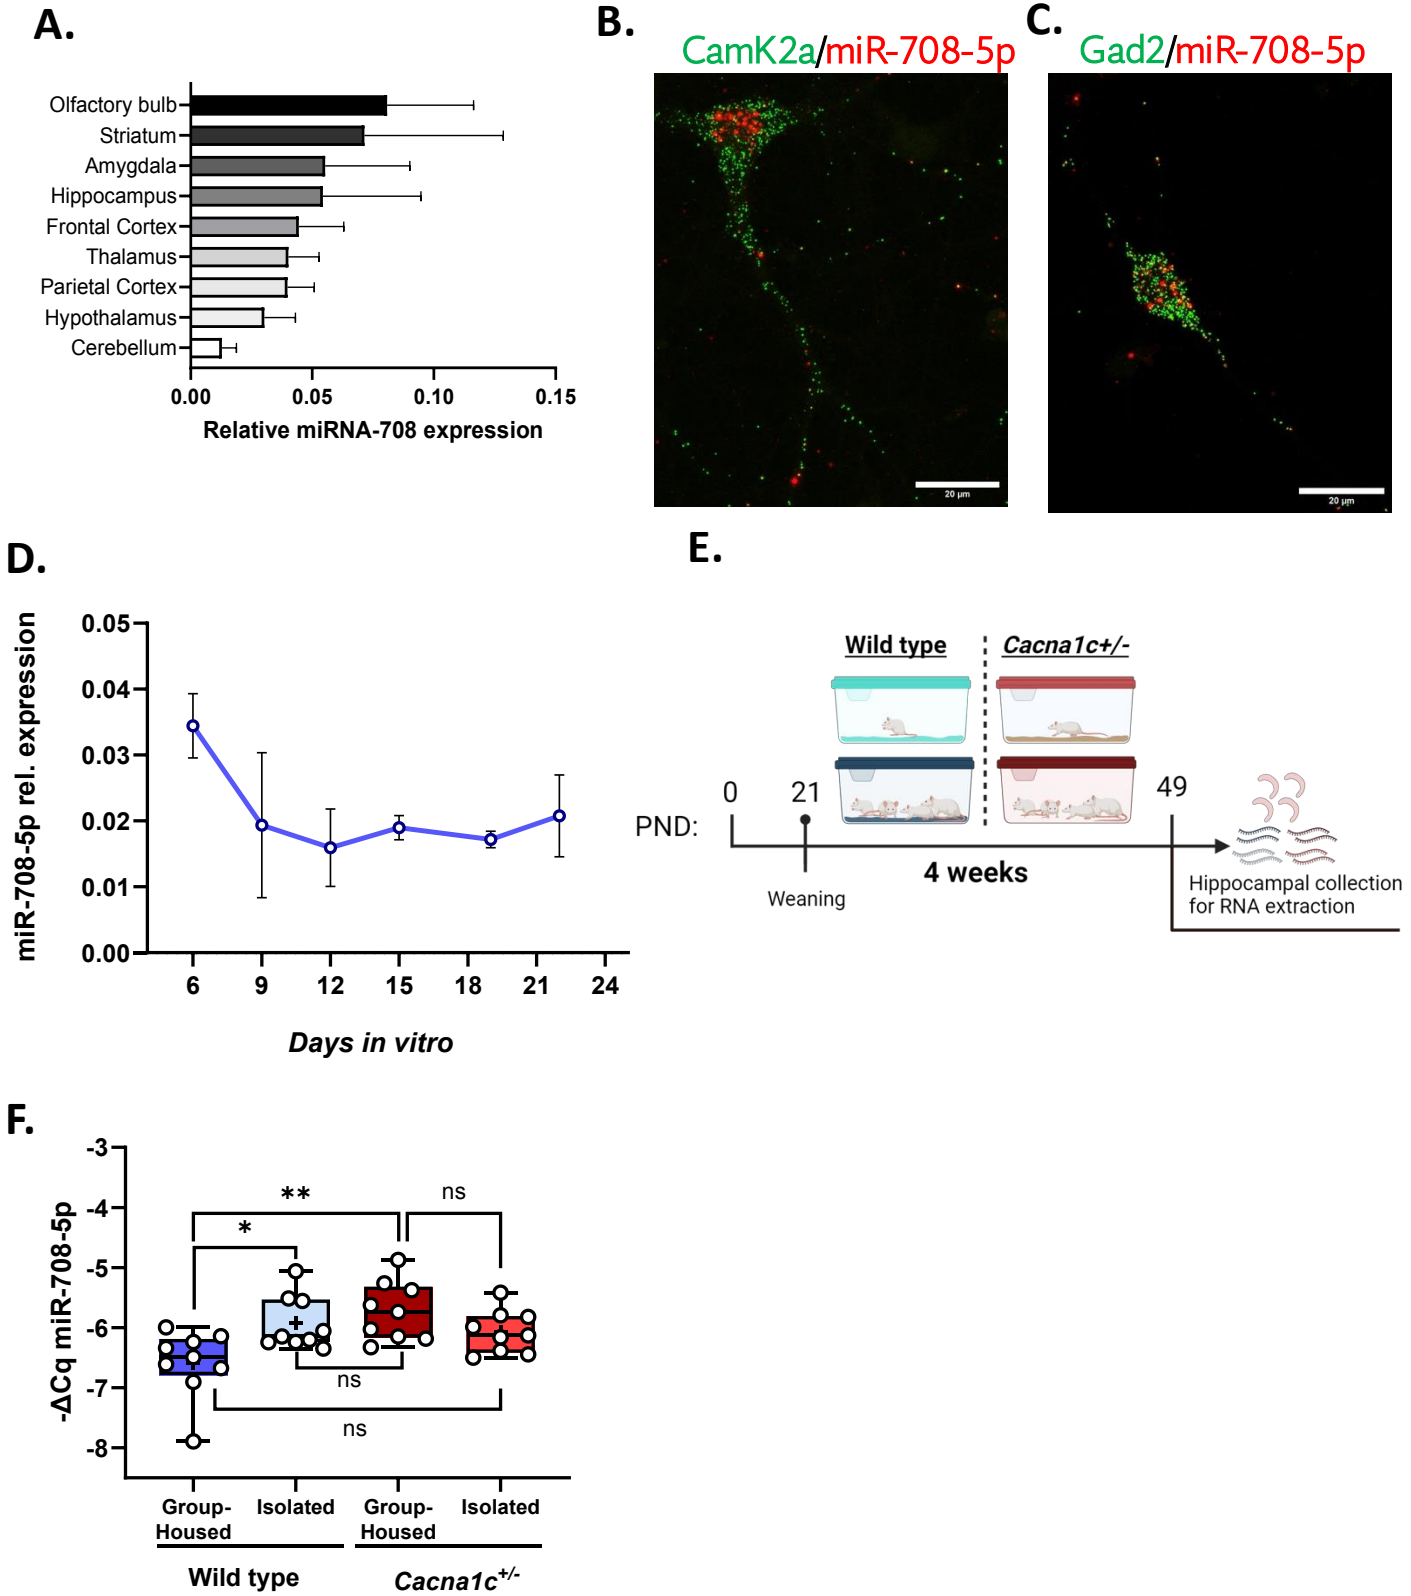 A.
Olfactory bulb
Striatum
Amygdala
Hippocampus
Frontal Cortex
Thalamus
Parietal Cortex
Hypothalamus
Cerebellum
0.00 0.05 0.10 0.15
Relative miRNA-708 expression
B.
CamK2a/miR-708-5p
20 µm
C.
Gad2/miR-708-5p
20 µm
D.
miR-708-5p rel. expression
0.05
0.04
0.03
0.02
0.01
0.00
6 9 12 15 18 21 24
Days in vitro
E.
Wild type
Cacna1c+/-
PND:
0 21 49
Weaning
4 weeks
Hippocampal collection
for RNA extraction
F.
-ΔCq miR-708-5p
-3
-4
-5
-6
-7
-8
** ns
*
ns
ns
Group-
Housed
Isolated
Group-
Housed
Isolated
Wild type
Cacna1c+/-